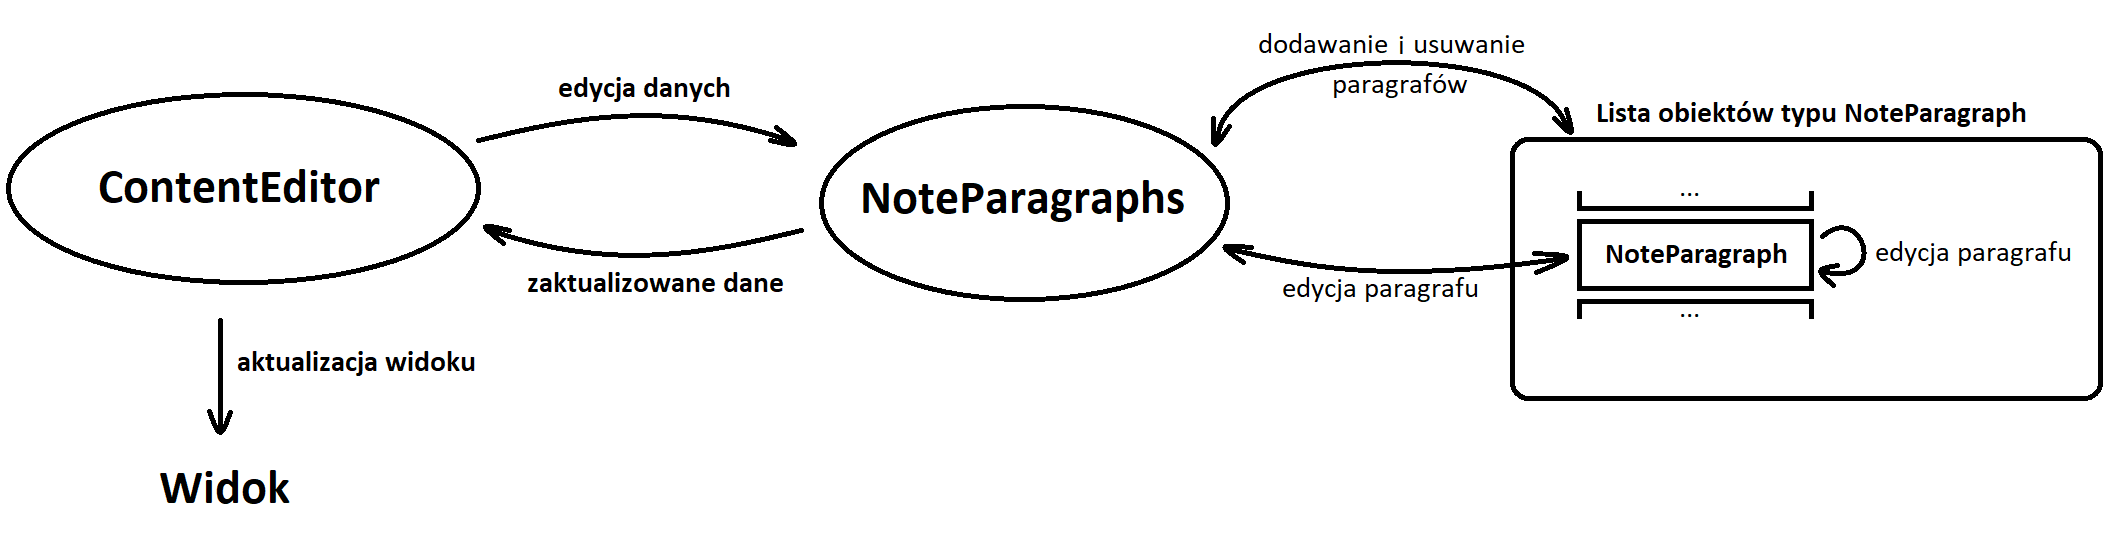 dodawanie i usuwanie
paragrafów
edycja danych
Lista obiektów typu NoteParagraph
ContentEditor
NoteParagraphs
...
NoteParagraph
edycja paragrafu
...
zaktualizowane dane
edycja paragrafu
aktualizacja widoku
Widok